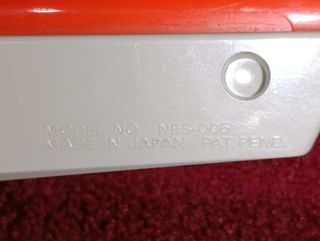 MODEL NO. NES-005
MADE IN JAPAN PAT. PEND.